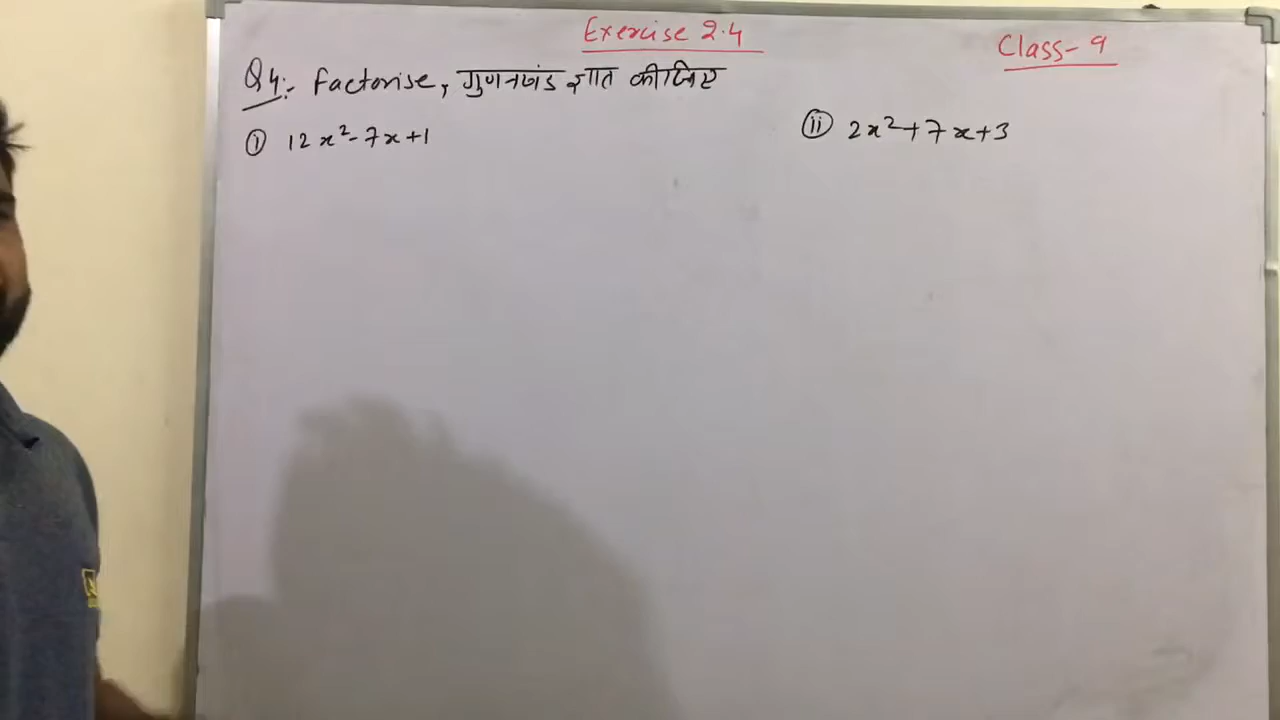 Exercise 2.4
Class-9
Q4:- Factorise, गुणनखंड ज्ञात कीजिए
(i) 12x²-7x+1
(ii) 2x²+7x+3